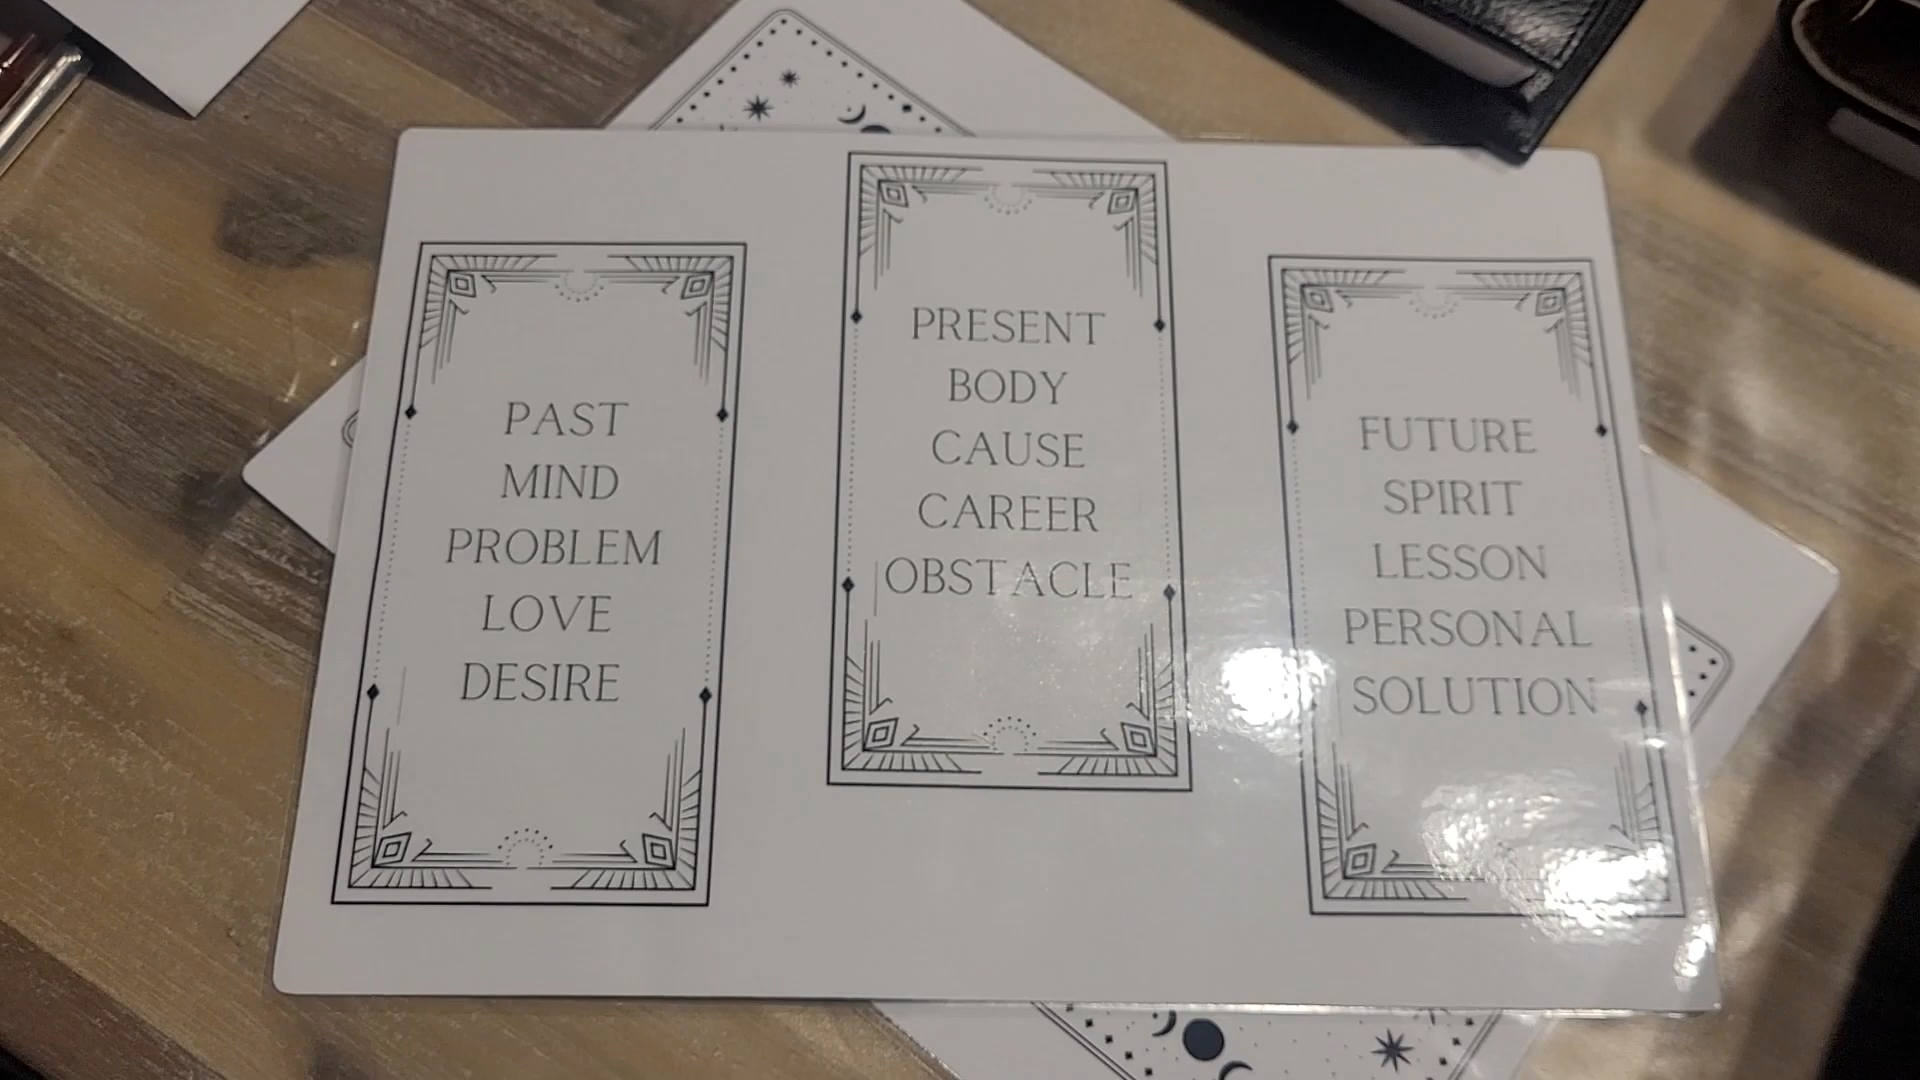 PAST
MIND
PROBLEM
LOVE
DESIRE
PRESENT
BODY
CAUSE
CAREER
OBSTACLE
FUTURE
SPIRIT
LESSON
PERSONAL
SOLUTION